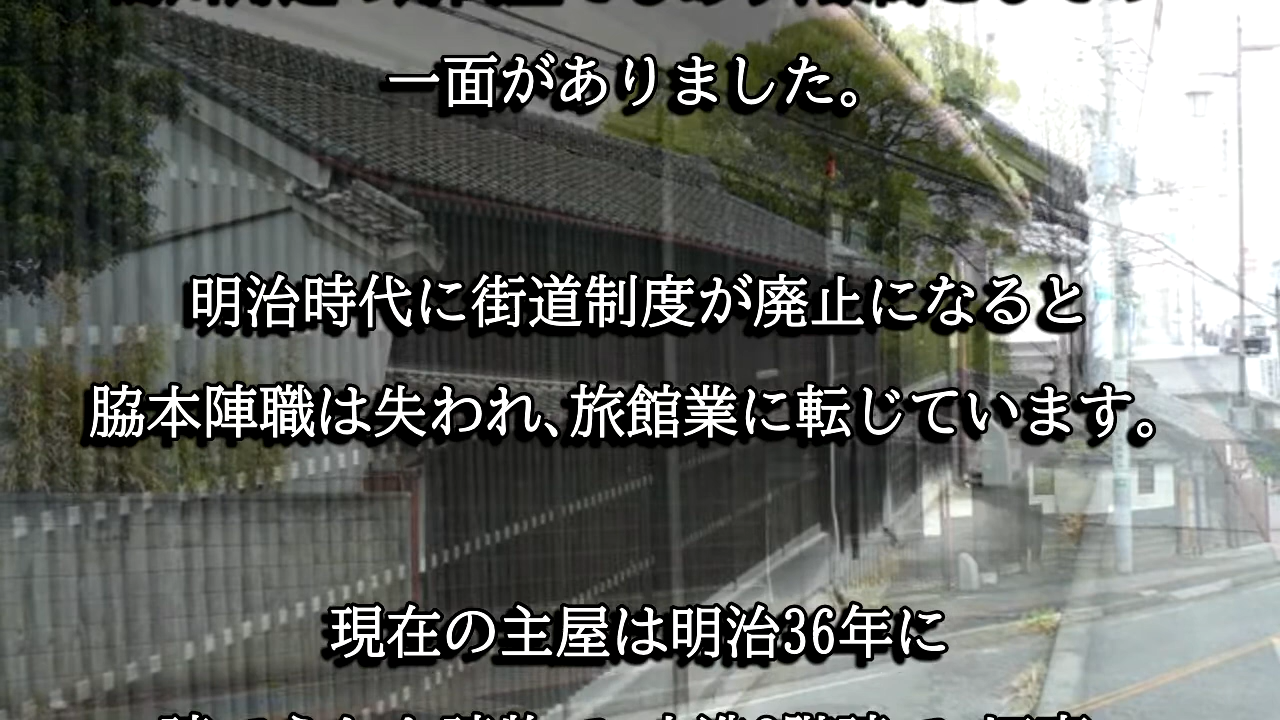 一面がありました。
明治時代に街道制度が廃止になると
脇本陣職は失われ、旅館業に転じています。
現在の主屋は明治36年に